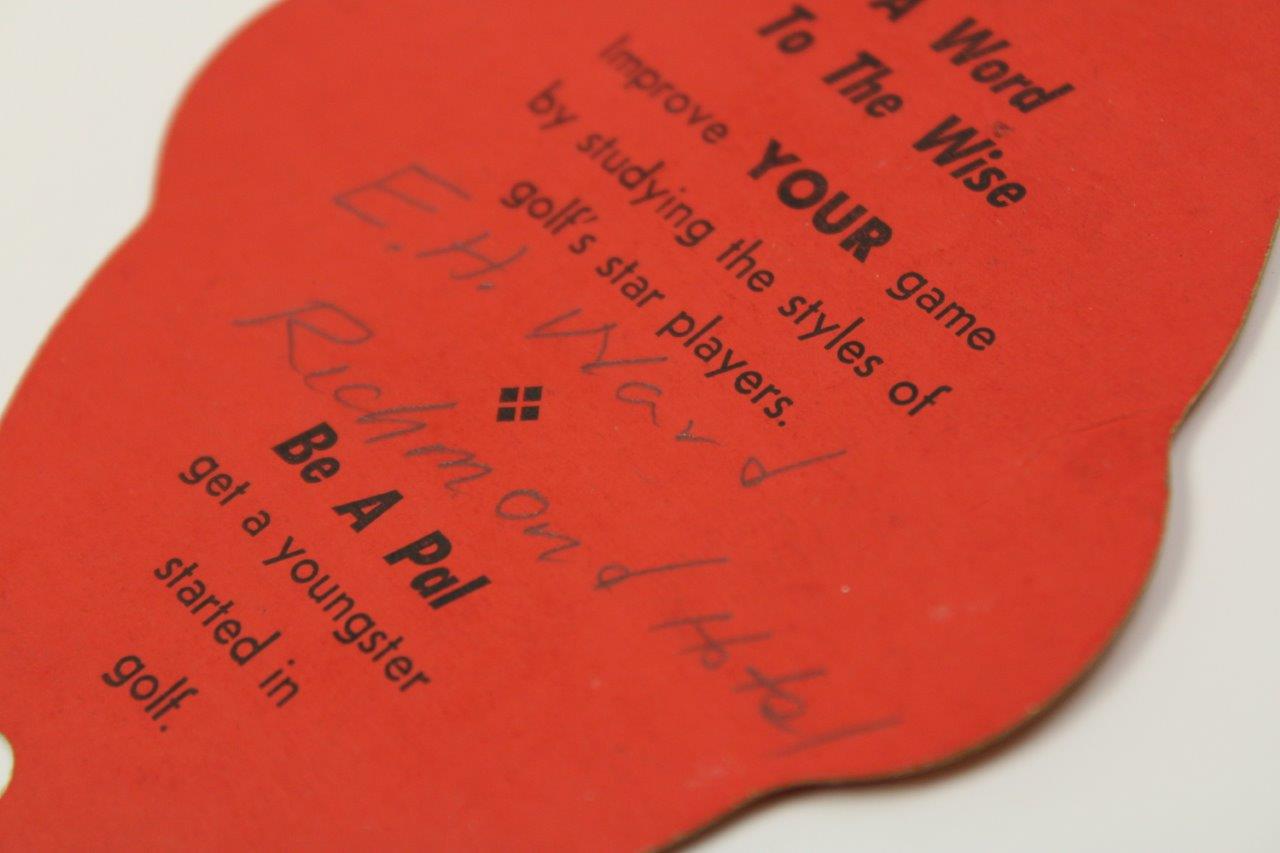 A Word
To The Wise
Improve YOUR game
by studying the styles of
golf's star players.
E. H. Ward
Richmond Hotel
Be A Pal
get a youngster
started in
golf.